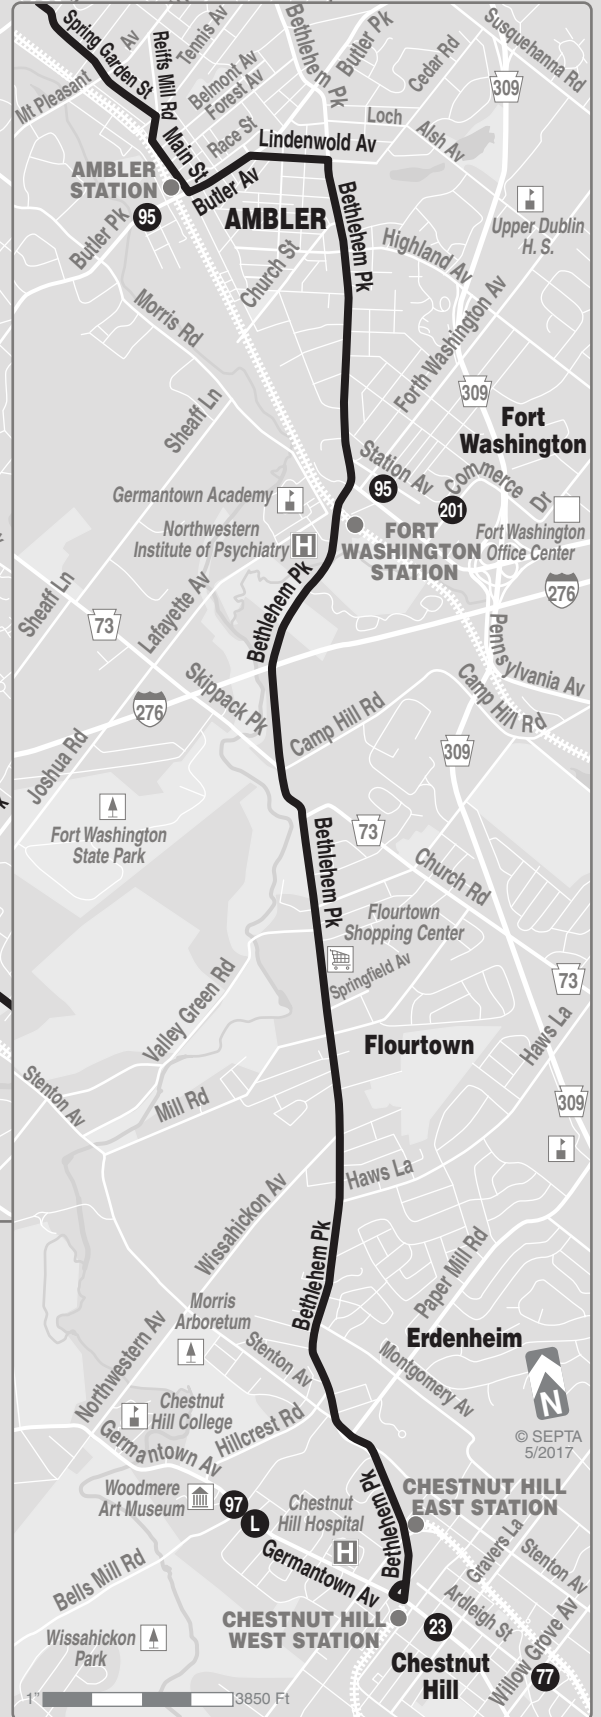 Spring Garden St
Av
Reiffs Mill Rd
Tennis Av
Bethlehem Pk
Butler Pk
Cedar Rd
Susquehanna Rd
309
Mt Pleasant
Belmont Av
Forest Av
Race St
Main St
Lindenwold Av
Loch
Alsh Av
AMBLER
STATION
95
Butler Av
AMBLER
Butler Pk
Bethlehem Pk
Upper Dublin
H. S.
Highland Av
Church St
Morris Rd
Forth Washington Av
309
Sheaff Ln
Fort
Washington
Station Av
95
Commerce
Dr
201
Germantown Academy
Northwestern
Institute of Psychiatry
H
FORT
WASHINGTON
STATION
Fort Washington
Office Center
276
Sheaff Ln
73
Lafayette Av
Bethlehem Pk
Pennsylvania Av
Skippack Pk
Camp Hill Rd
276
Camp Hill Rd
309
Joshua Rd
Fort Washington
State Park
Bethlehem Pk
73
Church Rd
Flourtown
Shopping Center
Springfield Av
73
Valley Green Rd
Flourtown
Haws La
Stenton Av
Mill Rd
309
Haws La
Wissahickon Av
Bethlehem Pk
Paper Mill Rd
Morris
Arboretum
Erdenheim
Stenton Av
Montgomery Av
Northwestern Av
N
Chestnut
Hill College
Hillcrest Rd
Germantown Av
© SEPTA
5/2017
Woodmere
Art Museum
97
L
Chestnut
Hill Hospital
H
Bethlehem Pk
CHESTNUT HILL
EAST STATION
Gravers La
Stenton Av
Germantown Av
Bells Mill Rd
Ardleigh St
CHESTNUT HILL
WEST STATION
23
Willow Grove Av
Wissahickon
Park
Chestnut
Hill
77
1"
3850 Ft